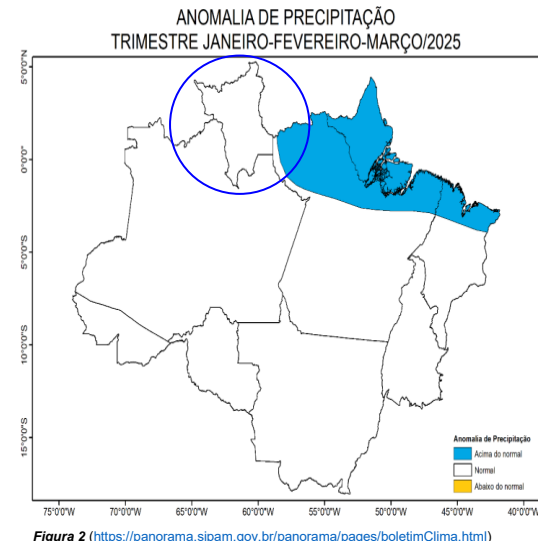 ANOMALIA DE PRECIPITAÇÃO
TRIMESTRE JANEIRO-FEVEREIRO-MARÇO/2025
5°0'0"N
0°0'0"
5°0'0"S
10°0'0"S
15°0'0"S
Anomalia de Precipitação
Acima do normal
Normal
Abaixo do normal
75°0'0"W 70°0'0"W 65°0'0"W 60°0'0"W 55°0'0"W 50°0'0"W 45°0'0"W 40°0'0"W
Figura 2 (https://panorama.sipam.gov.br/panorama/pages/boletimClima.html)